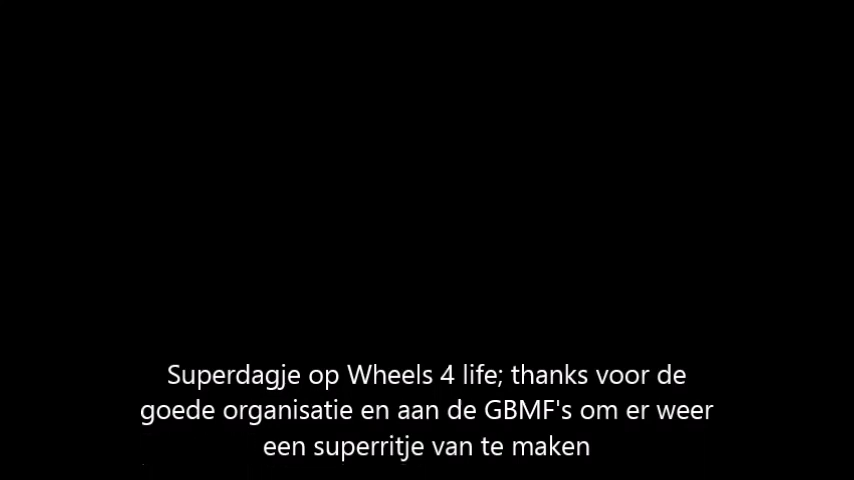 Superdagje op Wheels 4 life; thanks voor de
goede organisatie en aan de GBMF's om er weer
een superritje van te maken